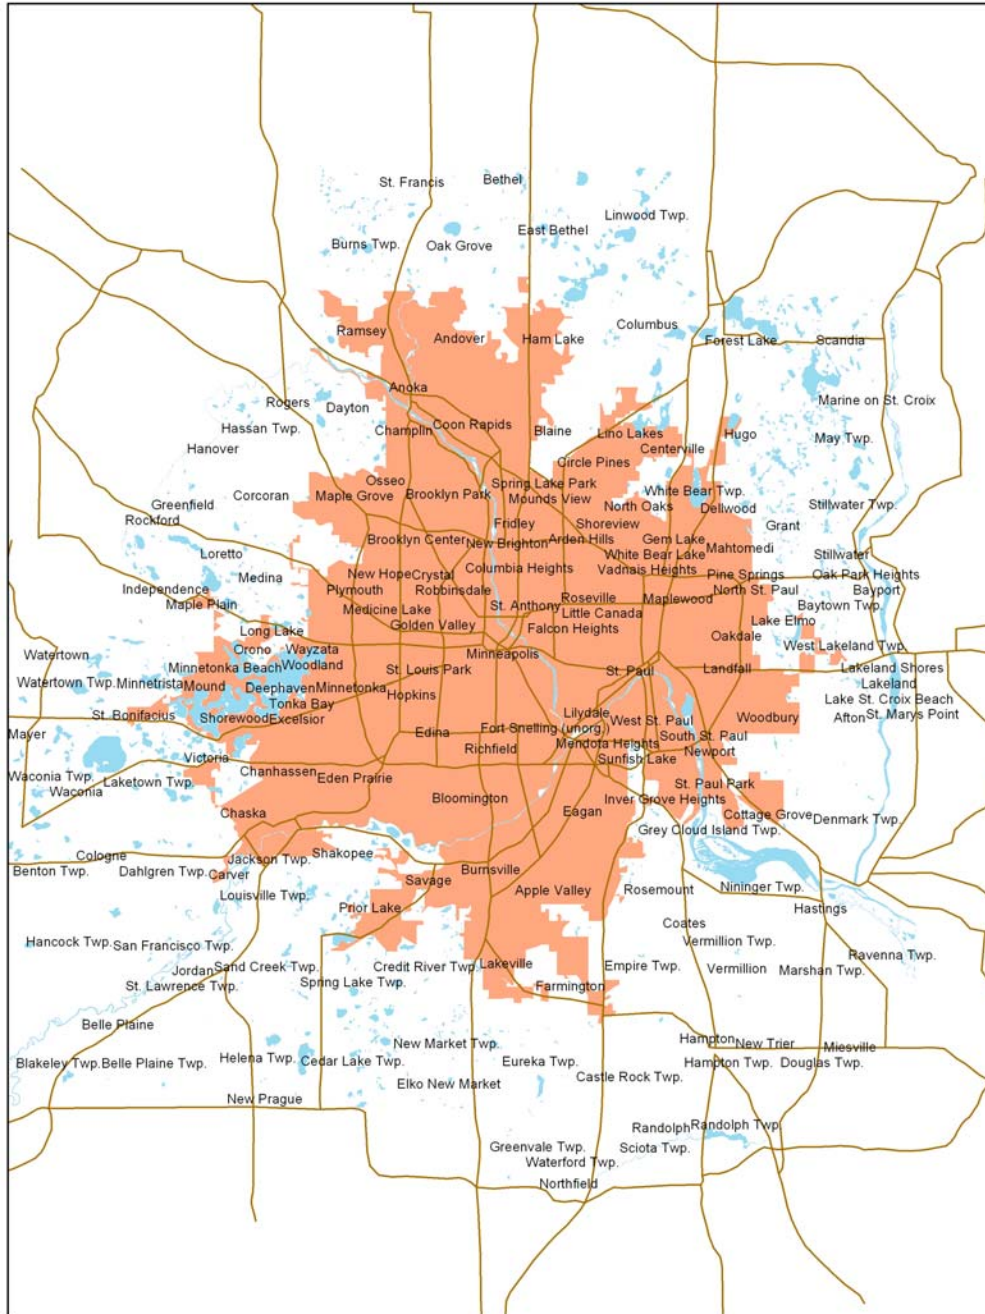 St. Francis
Bethel
Linwood Twp.
Burns Twp.
Oak Grove
East Bethel
Ramsey
Andover
Ham Lake
Columbus
Forest Lake
Scandia
Anoka
Rogers
Dayton
Marine on St. Croix
Hassan Twp.
Champlin
Coon Rapids
Blaine
Lino Lakes
Hugo
May Twp.
Hanover
Centerville
Circle Pines
Corcoran
Osseo
Maple Grove
Brooklyn Park
Spring Lake Park
Mounds View
White Bear Twp.
North Oaks
Dellwood
Stillwater Twp.
Greenfield
Rockford
Fridley
Shoreview
Grant
Loretto
Brooklyn Center
New Brighton
Arden Hills
Gem Lake
White Bear Lake
Mahtomedi
Stillwater
Medina
New Hope
Crystal
Columbia Heights
Vadnais Heights
Pine Springs
Oak Park Heights
Independence
Maple Plain
Plymouth
Robbinsdale
St. Anthony
Roseville
Maplewood
North St. Paul
Bayport
Baytown Twp.
Medicine Lake
Little Canada
Golden Valley
Falcon Heights
Lake Elmo
Long Lake
Oakdale
West Lakeland Twp.
Orono
Wayzata
Minneapolis
Watertown
Minnetonka Beach
Woodland
St. Louis Park
St. Paul
Landfall
Lakeland Shores
Watertown Twp.
Minnetrista
Mound
Deephaven
Minnetonka
Hopkins
Lakeland
Tonka Bay
Lake St. Croix Beach
St. Bonifacius
Shorewood
Excelsior
Lilydale
West St. Paul
Woodbury
Afton
St. Marys Point
Mayer
Edina
Fort Snelling (unorg.)
South St. Paul
Richfield
Mendota Heights
Newport
Victoria
Sunfish Lake
Waconia Twp.
Laketown Twp.
Chanhassen
Eden Prairie
St. Paul Park
Waconia
Bloomington
Inver Grove Heights
Chaska
Eagan
Cottage Grove
Denmark Twp.
Grey Cloud Island Twp.
Cologne
Jackson Twp.
Shakopee
Benton Twp.
Dahlgren Twp.
Carver
Burnsville
Savage
Louisville Twp.
Apple Valley
Rosemount
Nininger Twp.
Prior Lake
Hastings
Coates
Hancock Twp.
San Francisco Twp.
Vermillion Twp.
Ravenna Twp.
Jordan
Sand Creek Twp.
Credit River Twp.
Lakeville
Empire Twp.
Vermillion
Marshan Twp.
St. Lawrence Twp.
Spring Lake Twp.
Farmington
Belle Plaine
Hampton
New Trier
Miesville
New Market Twp.
Blakeley Twp.
Belle Plaine Twp.
Helena Twp.
Cedar Lake Twp.
Eureka Twp.
Hampton Twp.
Douglas Twp.
Castle Rock Twp.
Elko New Market
New Prague
Randolph
Randolph Twp.
Greenvale Twp.
Sciota Twp.
Waterford Twp.
Northfield